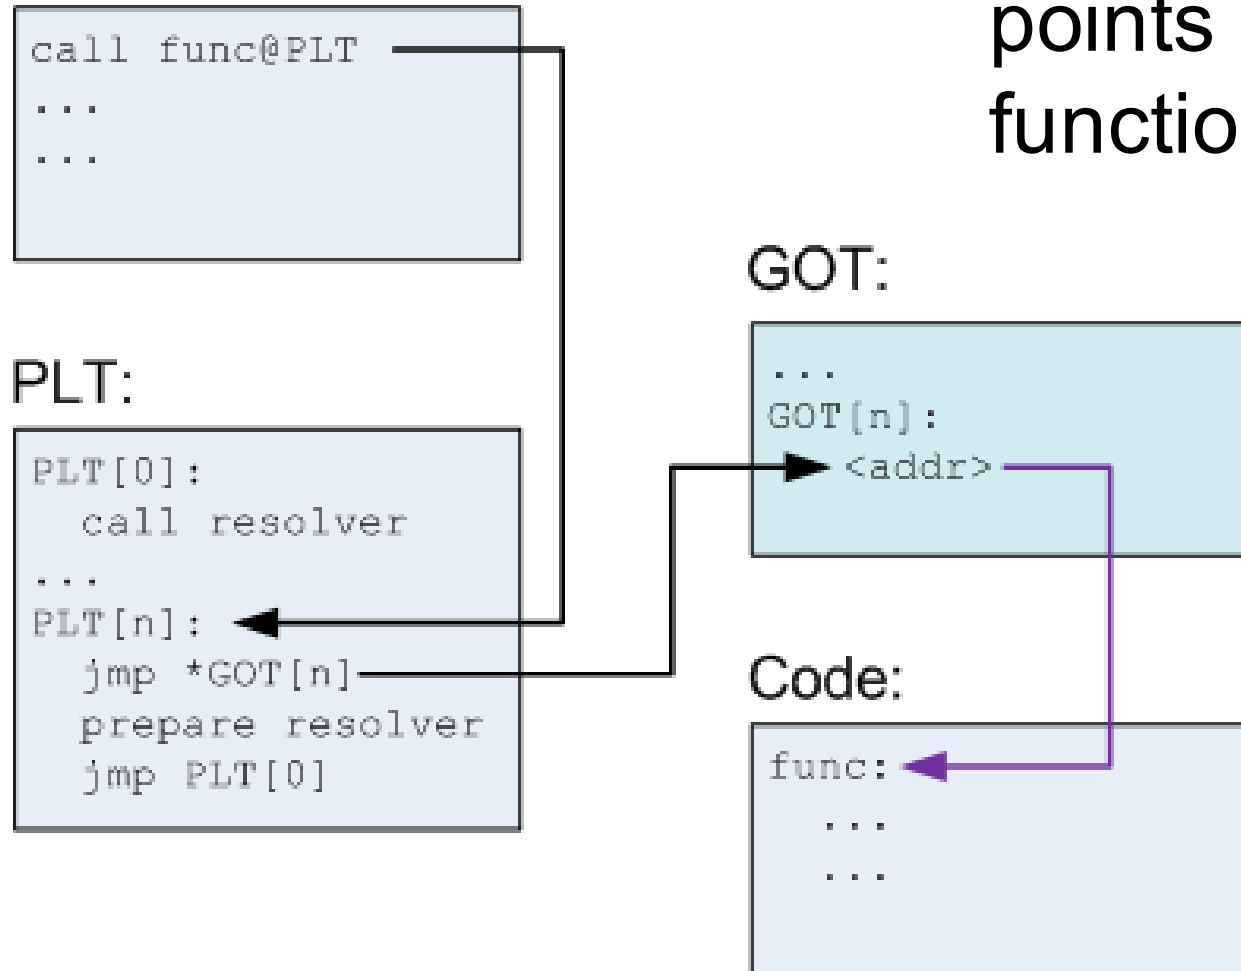 call func@PLT
...
...
points
functio
PLT:
PLT[0]:
call resolver
...
PLT[n]:
jmp *GOT[n]
prepare resolver
jmp PLT[0]
GOT:
...
GOT[n]:
<addr>
Code:
func:
...
...